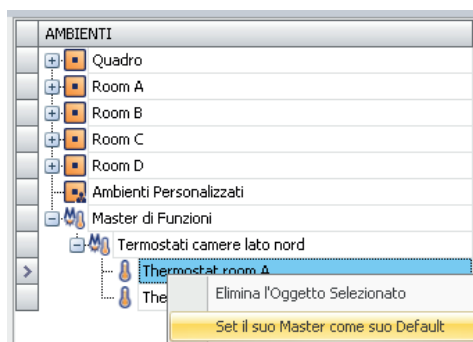 AMBIENTI
Quadro
Room A
Room B
Room C
Room D
Ambienti Personalizzati
Master di Funzioni
Termostati camere lato nord
Thermostat room A
The
Elimina l'Oggetto Selezionato
Set il suo Master come suo Default